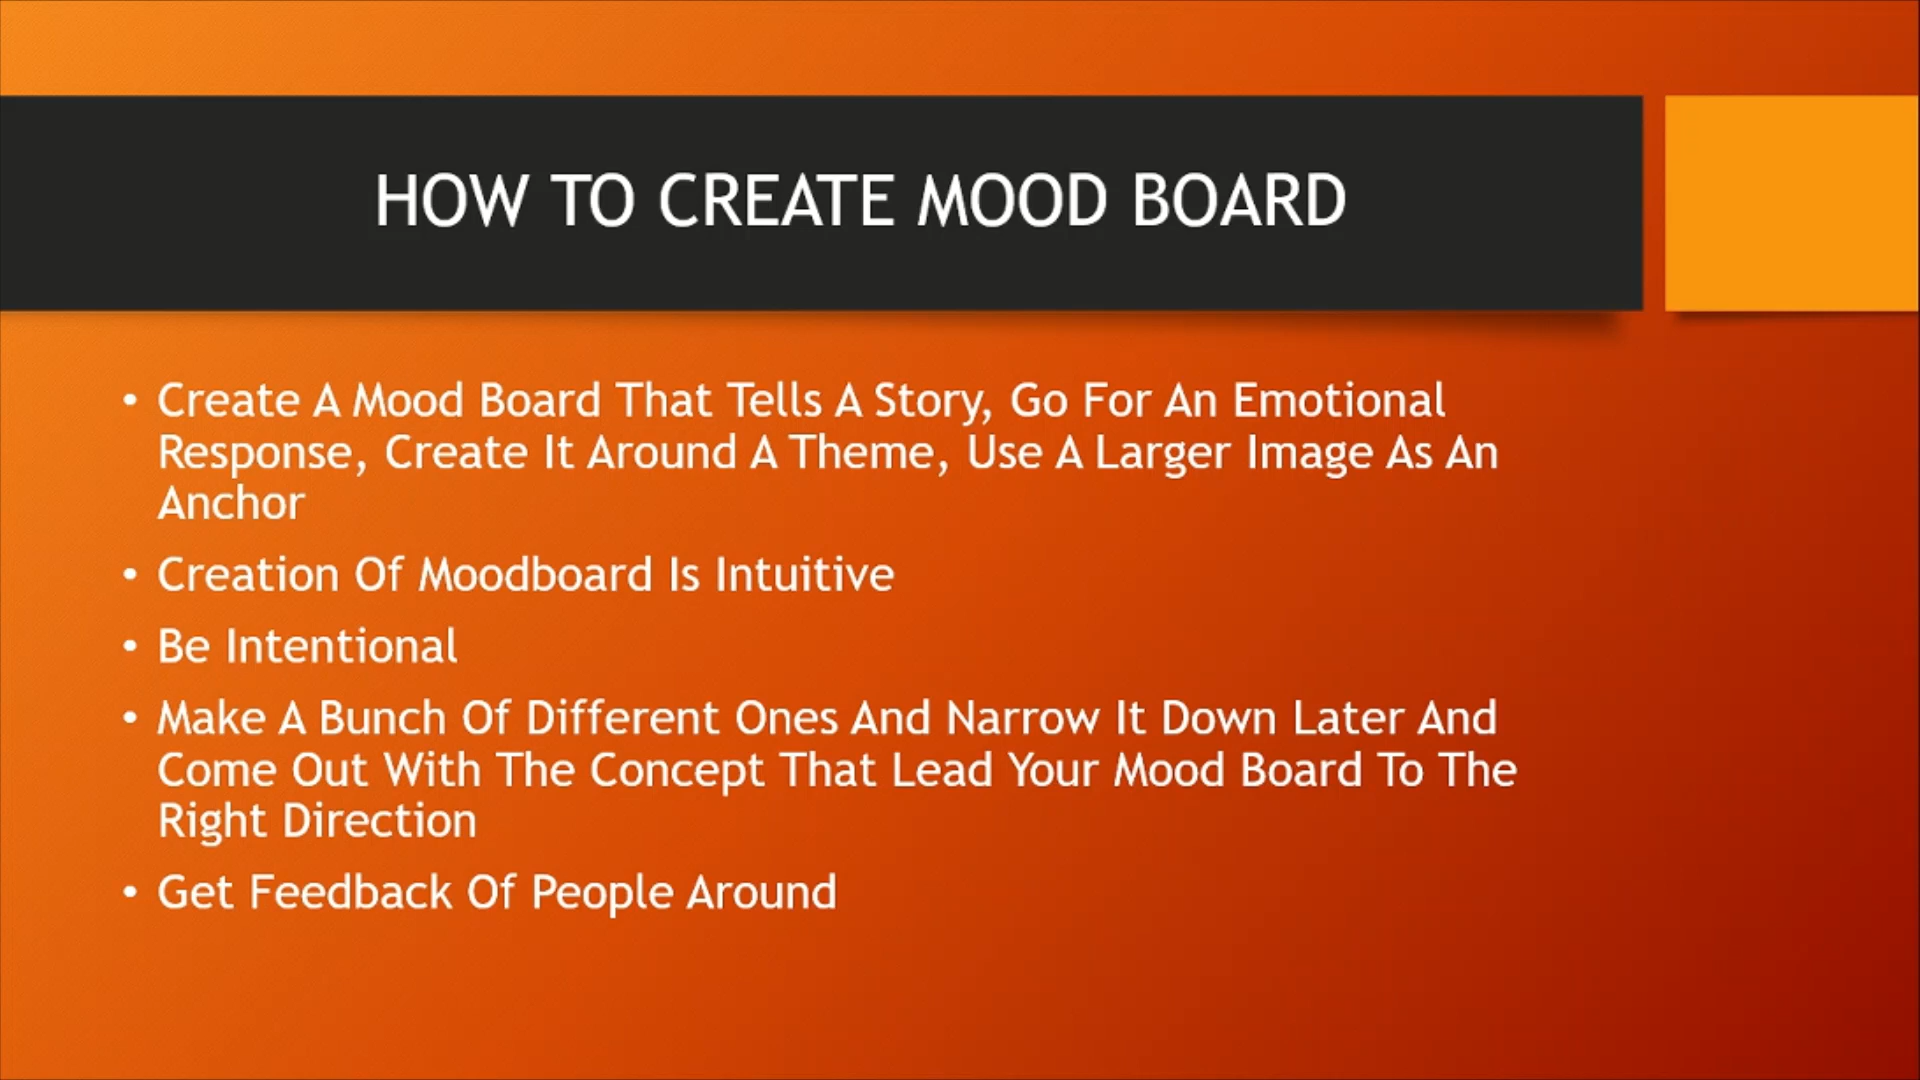 HOW TO CREATE MOOD BOARD
• Create A Mood Board That Tells A Story, Go For An Emotional
Response, Create It Around A Theme, Use A Larger Image As An
Anchor
• Creation Of Moodboard Is Intuitive
• Be Intentional
• Make A Bunch Of Different Ones And Narrow It Down Later And
Come Out With The Concept That Lead Your Mood Board To The
Right Direction
• Get Feedback Of People Around